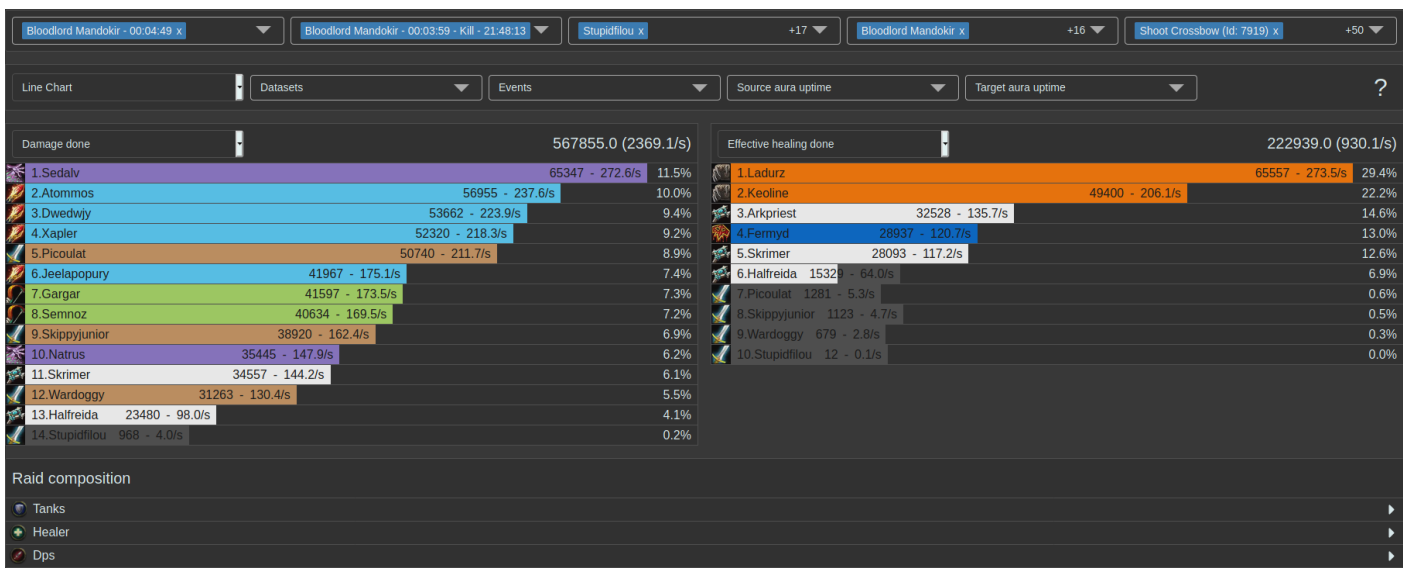 Bloodlord Mandokir - 00:04:49 x
Bloodlord Mandokir - 00:03:59 - Kill - 21:48:13
Stupidfilou x +17
Bloodlord Mandokir x +16
Shoot Crossbow (Id: 7919) x +50
Line Chart
Datasets
Events
Source aura uptime
Target aura uptime
?
Damage done 567855.0 (2369.1/s)
1.Sedalv 65347 - 272.6/s 11.5%
2.Atommos 56955 - 237.6/s 10.0%
3.Dwedwjy 53662 - 223.9/s 9.4%
4.Xapler 52320 - 218.3/s 9.2%
5.Picoulat 50740 - 211.7/s 8.9%
6.Jeelapopury 41967 - 175.1/s 7.4%
7.Gargar 41597 - 173.5/s 7.3%
8.Semnoz 40634 - 169.5/s 7.2%
9.Skippyjunior 38920 - 162.4/s 6.9%
10.Natrus 35445 - 147.9/s 6.2%
11.Skrimer 34557 - 144.2/s 6.1%
12.Wardoggy 31263 - 130.4/s 5.5%
13.Halfreida 23480 - 98.0/s 4.1%
14.Stupidfilou 968 - 4.0/s 0.2%
Effective healing done 222939.0 (930.1/s)
1.Ladurz 65557 - 273.5/s 29.4%
2.Keoline 49400 - 206.1/s 22.2%
3.Arkpriest 32528 - 135.7/s 14.6%
4.Fermyd 28937 - 120.7/s 13.0%
5.Skrimer 28093 - 117.2/s 12.6%
6.Halfreida 15329 - 64.0/s 6.9%
7.Picoulat 1281 - 5.3/s 0.6%
8.Skippyjunior 1123 - 4.7/s 0.5%
9.Wardoggy 679 - 2.8/s 0.3%
10.Stupidfilou 12 - 0.1/s 0.0%
Raid composition
Tanks
Healer
Dps